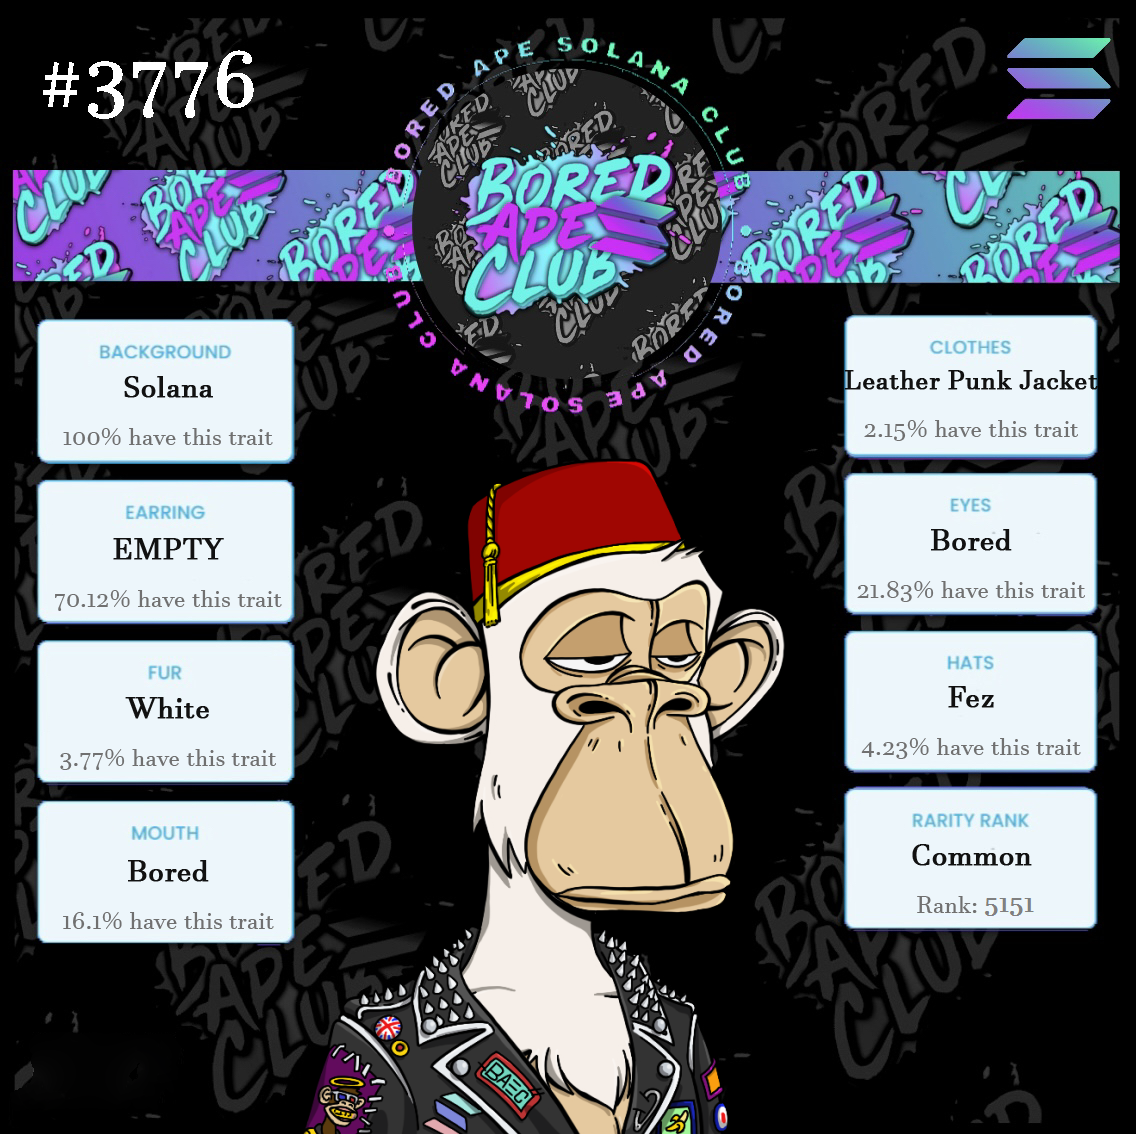 #3776
BORED APE SOLANA CLUB
BORED APE SOLANA CLUB
BORED
APE
CLUB
BACKGROUND
Solana
100% have this trait
EARRING
EMPTY
70.12% have this trait
FUR
White
3.77% have this trait
MOUTH
Bored
16.1% have this trait
CLOTHES
Leather Punk Jacket
2.15% have this trait
EYES
Bored
21.83% have this trait
HATS
Fez
4.23% have this trait
RARITY RANK
Common
Rank: 5151